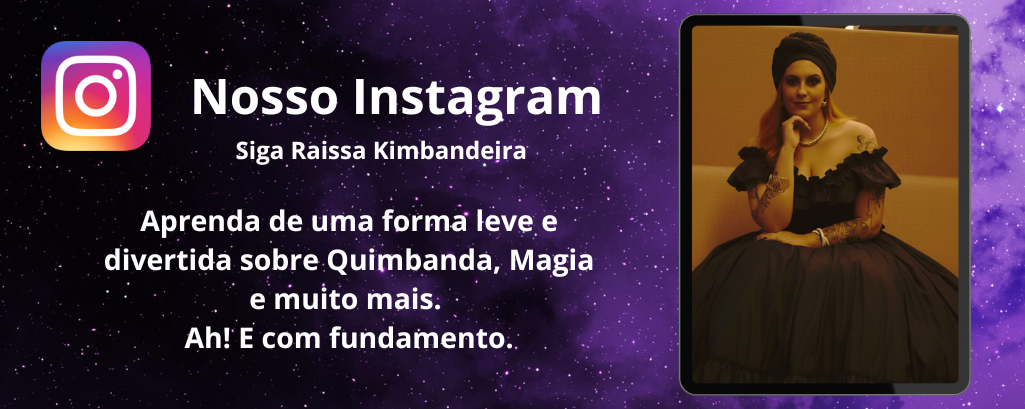 Nosso Instagram
Siga Raissa Kimbandeira
Aprenda de uma forma leve e
divertida sobre Quimbanda, Magia
e muito mais.
Ah! E com fundamento.